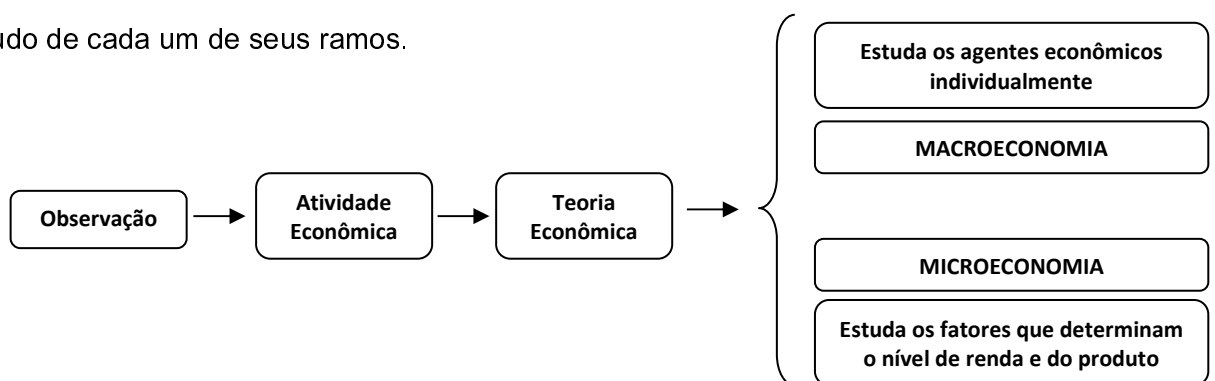 udo de cada um de seus ramos.
Estuda os agentes econômicos
individualmente
MACROECONOMIA
Observação
Atividade
Econômica
Teoria
Econômica
MICROECONOMIA
Estuda os fatores que determinam
o nível de renda e do produto